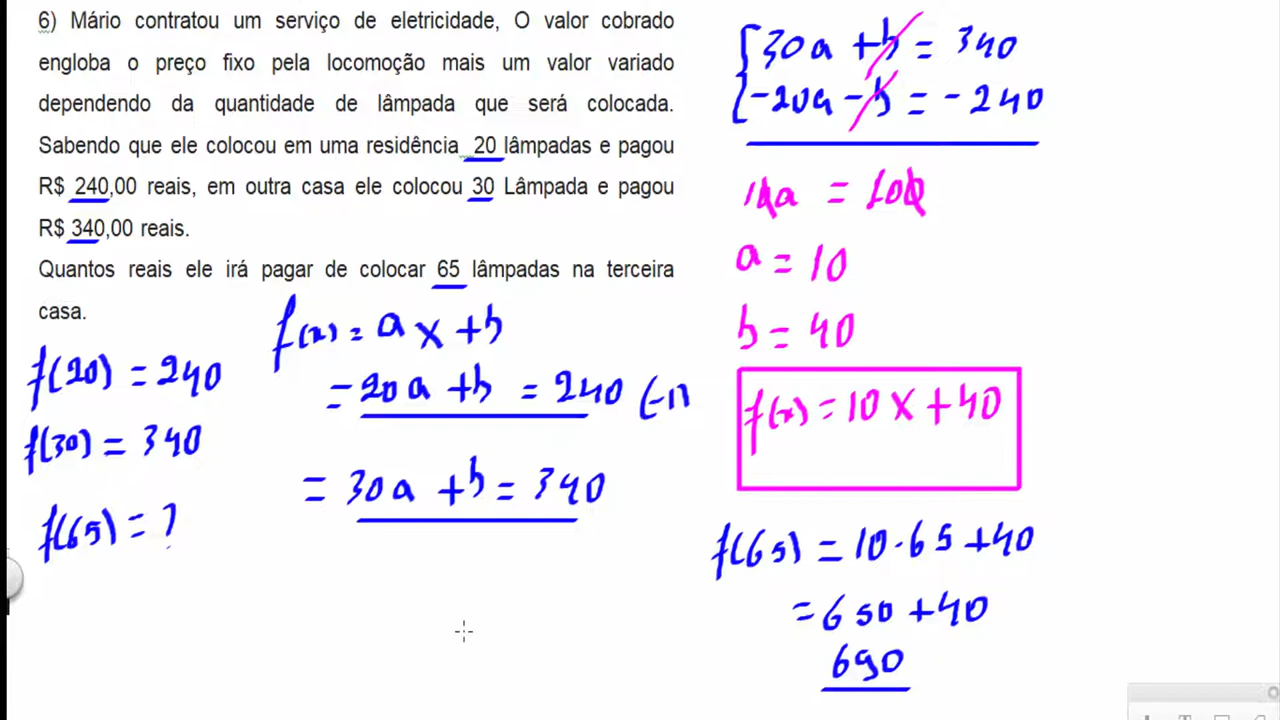 6) Mário contratou um serviço de eletricidade, O valor cobrado
engloba o preço fixo pela locomoção mais um valor variado
dependendo da quantidade de lâmpada que será colocada.
Sabendo que ele colocou em uma residência 20 lâmpadas e pagou
R$ 240,00 reais, em outra casa ele colocou 30 Lâmpada e pagou
R$ 340,00 reais.
Quantos reais ele irá pagar de colocar 65 lâmpadas na terceira
casa.
f(20) = 240
f(30) = 340
f(65) = ?
f(x) = ax + b
= 20a + b = 240 (-1)
= 30a + b = 340
30a + b = 340
-20a - b = -240
10a = 100
a = 10
b = 40
f(x) = 10x + 40
f(65) = 10·65 + 40
= 650 + 40
690